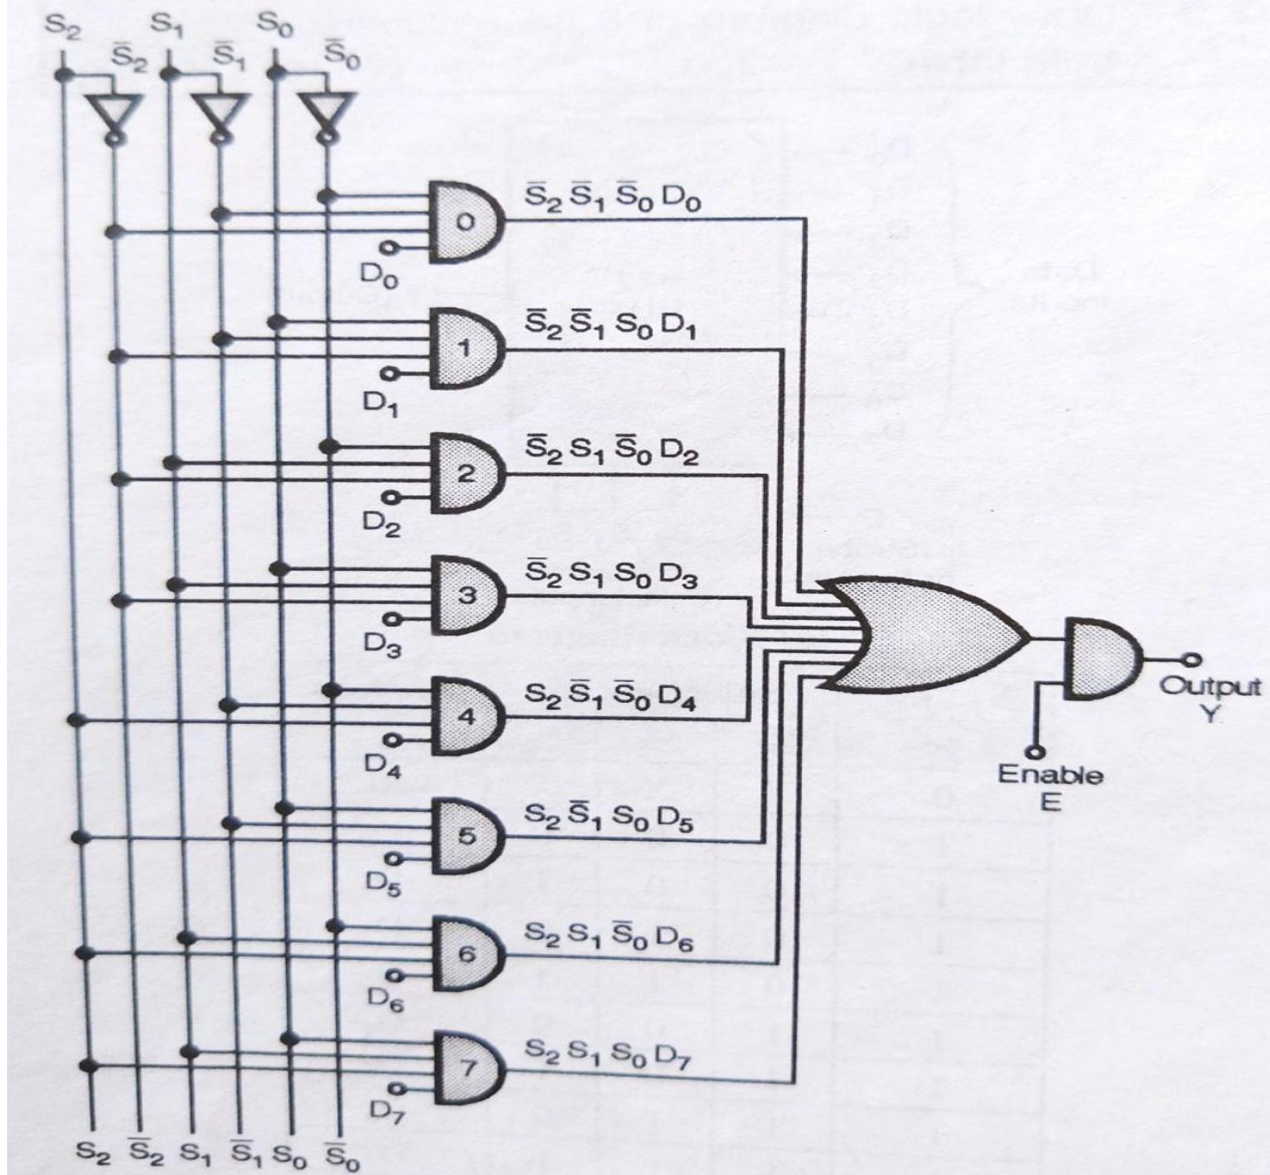 S₂ S̅₂ S₁ S̅₁ S₀ S̅₀
0
S̅₂ S̅₁ S̅₀ D₀
D₀
1
S̅₂ S̅₁ S₀ D₁
D₁
2
S̅₂ S₁ S̅₀ D₂
D₂
3
S̅₂ S₁ S₀ D₃
D₃
4
S₂ S̅₁ S̅₀ D₄
D₄
5
S₂ S̅₁ S₀ D₅
D₅
6
S₂ S₁ S̅₀ D₆
D₆
7
S₂ S₁ S₀ D₇
D₇
Output
Y
Enable
E
S₂ S̅₂ S₁ S̅₁ S₀ S̅₀